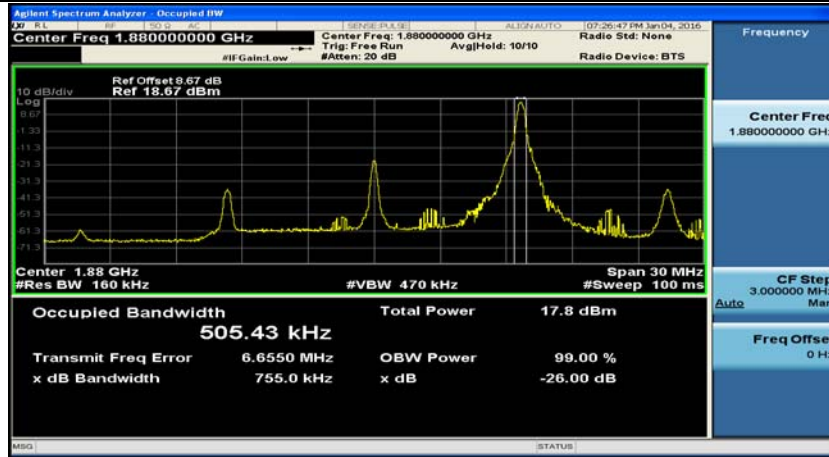 Agilent Spectrum Analyzer - Occupied BW
RL RF 50 Ω AC SENSE:PULSE ALIGN AUTO 07:26:47 PM Jan 04, 2016
Center Freq 1.880000000 GHz Center Freq: 1.880000000 GHz Radio Std: None Frequency
Trig: Free Run Avg|Hold: 10/10
#IFGain:Low #Atten: 20 dB Radio Device: BTS
Ref Offset 8.67 dB
10 dB/div Ref 18.67 dBm
Log
8.67
-1.33
-11.3
-21.3
-31.3
-41.3
-51.3
-61.3
-71.3
Center Freq
1.880000000 GHz
Center 1.88 GHz Span 30 MHz
#Res BW 160 kHz #VBW 470 kHz #Sweep 100 ms
CF Step
3.000000 MHz
Auto Man
Occupied Bandwidth Total Power 17.8 dBm
505.43 kHz
Freq Offset
0 Hz
Transmit Freq Error 6.6550 MHz OBW Power 99.00 %
x dB Bandwidth 755.0 kHz x dB -26.00 dB
MSG STATUS